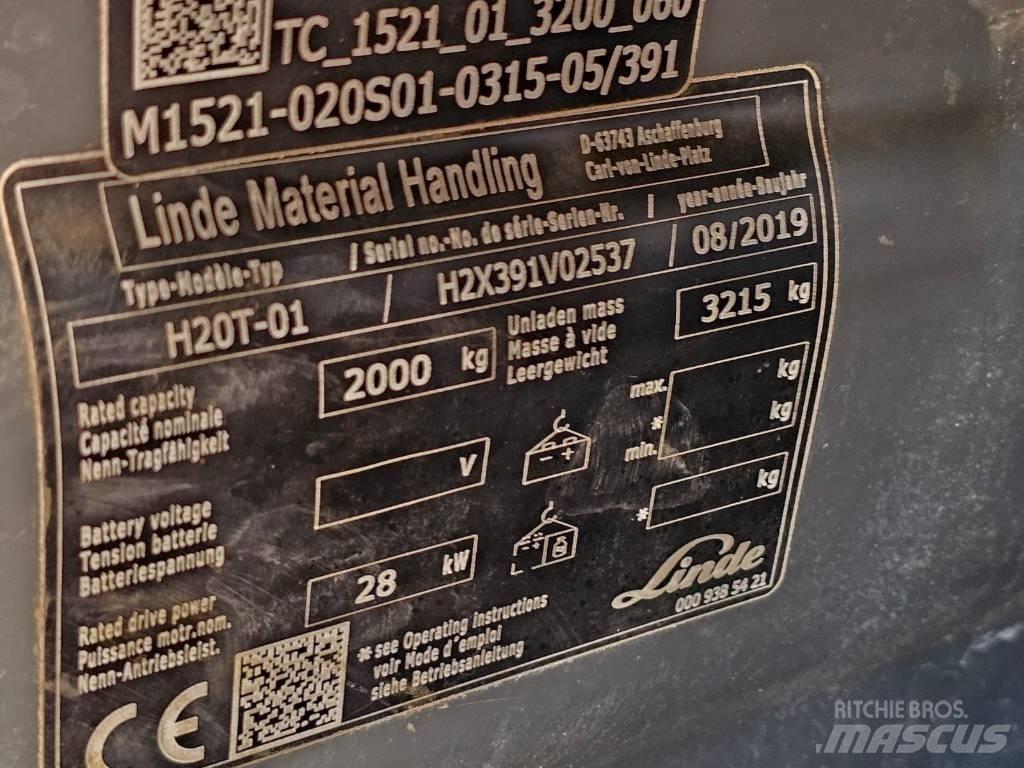 TC_1521_01_3200_060
M1521-020S01-0315-05/391
Linde Material Handling
D-63743 Aschaffenburg
Carl-von-Linde-Platz
Type-Modèle-Typ / Serial no.-No. de série-Serien-Nr. / year-année-Baujahr
H20T-01 / H2X391V02537 / 08/2019
Rated capacity
Capacité nominale
Nenn-Tragfähigkeit
2000 kg
Unladen mass
Masse à vide
Leergewicht
3215 kg
Battery voltage
Tension batterie
Batteriespannung
V
- +
max.
*
min.
kg
kg
Rated drive power
Puissance motr.nom.
Nenn-Antriebsleist.
28 kW
*
kg
*see Operating Instructions
voir Mode d'emploi
siehe Betriebsanleitung
Linde
000 938 54 21
CE
RITCHIE BROS.
MASCUS